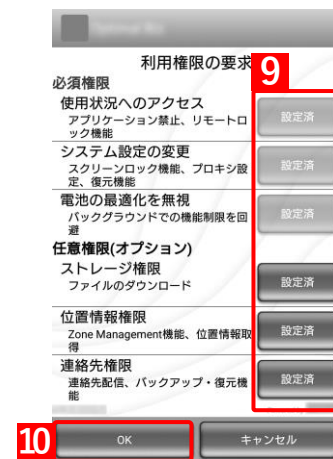 利用権限の要求
9
必須権限
使用状況へのアクセス
アプリケーション禁止、リモートロ
ック機能
設定済
システム設定の変更
スクリーンロック機能、プロキシ設
定、復元機能
設定済
電池の最適化を無視
バックグラウンドでの機能制限を回
避
設定済
任意権限(オプション)
ストレージ権限
ファイルのダウンロード
設定済
位置情報権限
Zone Management機能、位置情報取
得
設定済
連絡先権限
連絡先配信、バックアップ・復元機
能
設定済
10
OK
キャンセル